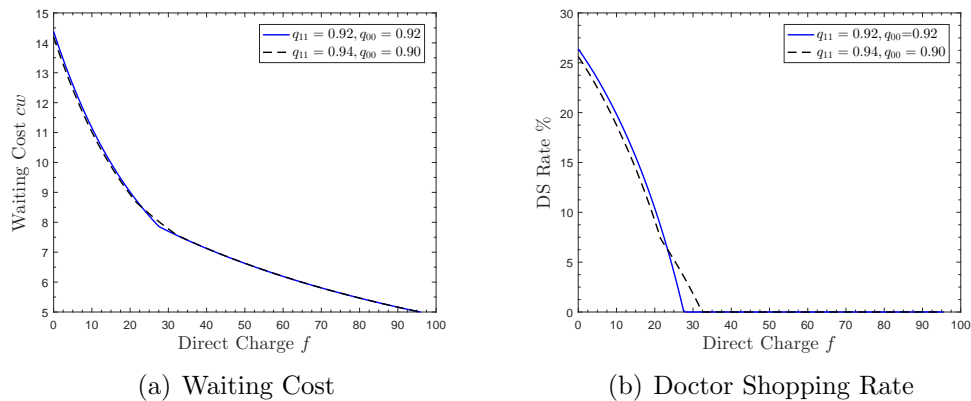 15
14
13
12
11
10
9
8
7
6
5
Waiting Cost cw
0 10 20 30 40 50 60 70 80 90 100
Direct Charge f
q11 = 0.92, q00 = 0.92
q11 = 0.94, q00 = 0.90
(a) Waiting Cost
30
25
20
15
10
5
0
DS Rate %
0 10 20 30 40 50 60 70 80 90 100
Direct Charge f
q11 = 0.92, q00=0.92
q11 = 0.94, q00 = 0.90
(b) Doctor Shopping Rate